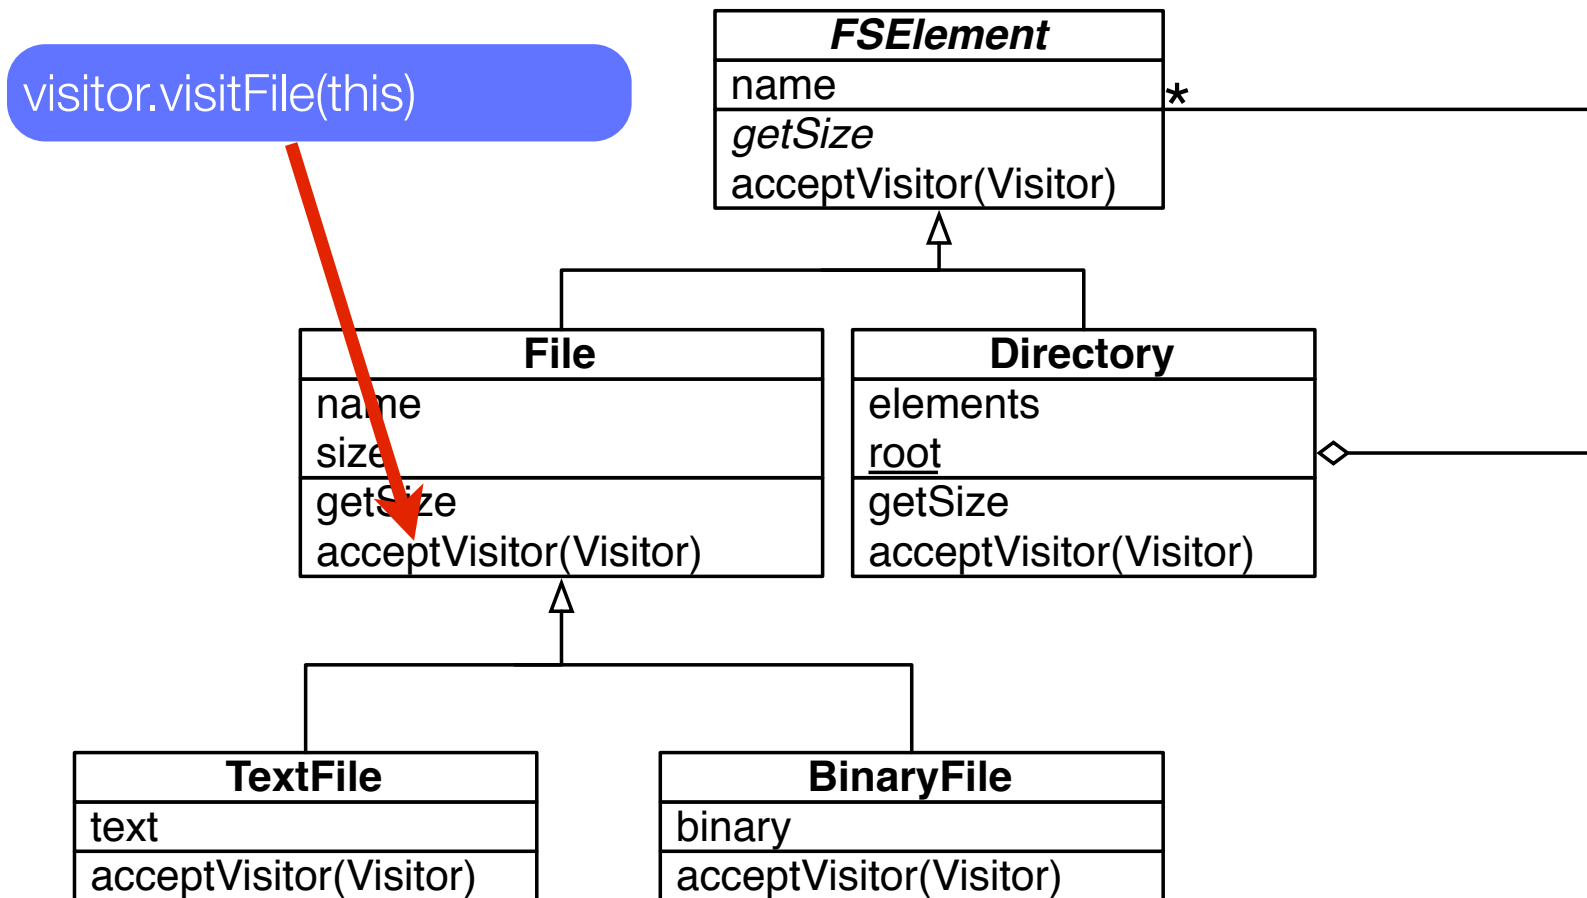 visitor.visitFile(this)
FSElement
name
*
getSize
acceptVisitor(Visitor)
File
name
size
getSize
acceptVisitor(Visitor)
Directory
elements
root
getSize
acceptVisitor(Visitor)
TextFile
text
acceptVisitor(Visitor)
BinaryFile
binary
acceptVisitor(Visitor)